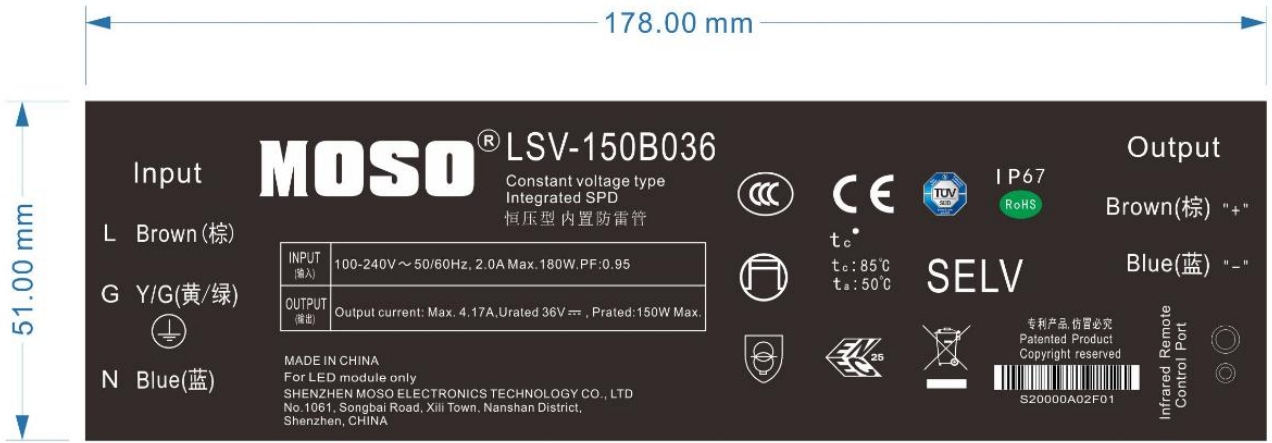 178.00 mm
51.00 mm
Input
L Brown(棕)
G Y/G(黄/绿)
N Blue(蓝)
MOSO® LSV-150B036
Constant voltage type
Integrated SPD
恒压型 内置防雷管
INPUT
(输入)
100-240V～50/60Hz, 2.0A Max.180W.PF:0.95
OUTPUT
(输出)
Output current: Max. 4.17A,Urated 36V⎓, Prated:150W Max.
MADE IN CHINA
For LED module only
SHENZHEN MOSO ELECTRONICS TECHNOLOGY CO., LTD
No.1061, Songbai Road, Xili Town, Nanshan District,
Shenzhen, CHINA
CCC
CE
TÜV
SÜD
IP67
RoHS
tc•
tc:85℃
ta:50℃
SELV
ENEC 25
专利产品,仿冒必究
Patented Product
Copyright reserved
S20000A02F01
Output
Brown(棕) "+"
Blue(蓝) "-"
Infrared Remote
Control Port